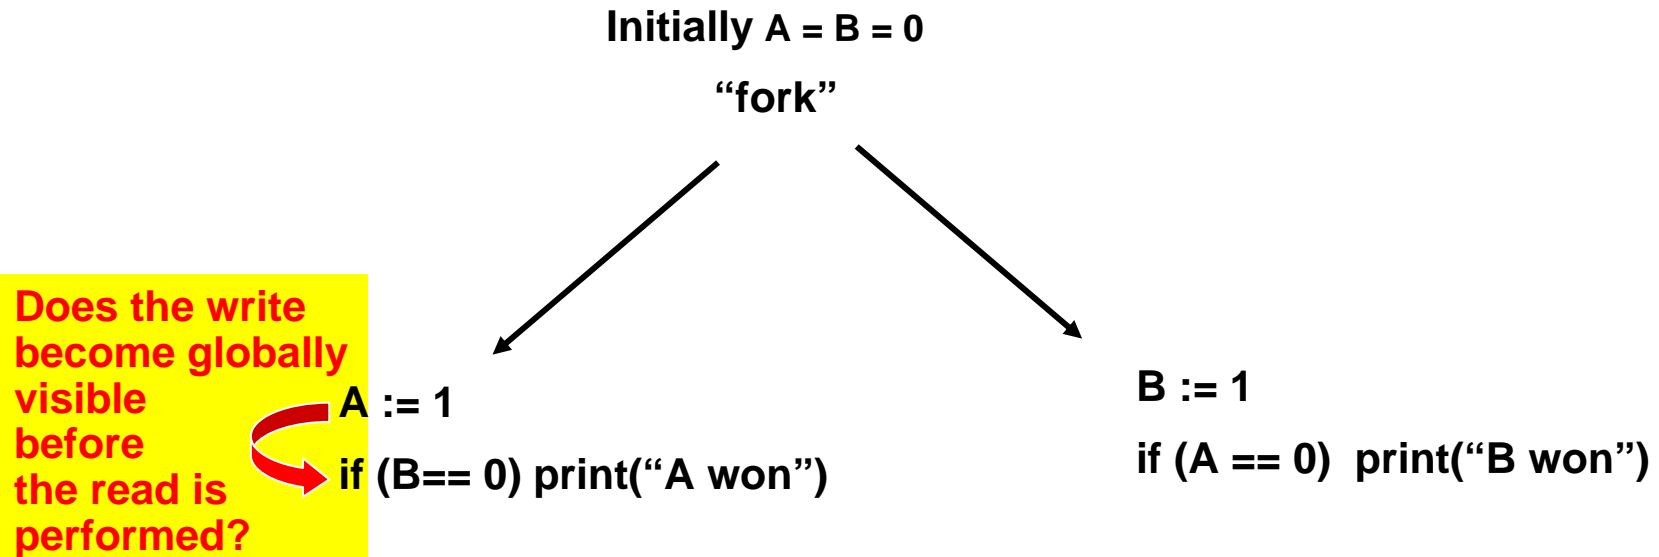 Initially A = B = 0
“fork”
Does the write
become globally
visible
before
the read is
performed?
A := 1
if (B== 0) print(“A won”)
B := 1
if (A == 0) print(“B won”)